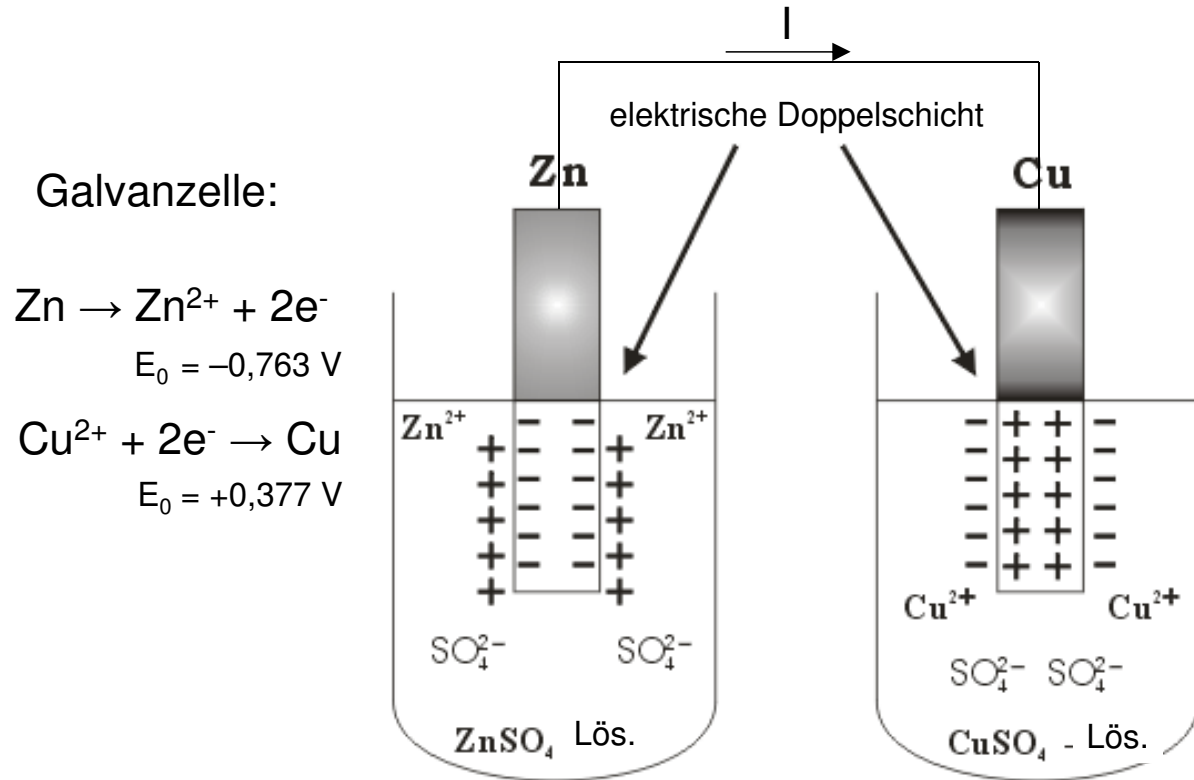 I
elektrische Doppelschicht
Zn
Cu
Galvanzelle:
Zn → Zn²⁺ + 2e⁻
E₀ = –0,763 V
Cu²⁺ + 2e⁻ → Cu
E₀ = +0,377 V
Zn²⁺ Zn²⁺
+ − − +
+ − − +
+ − − +
+ − − +
+ − − +
− −
SO₄²⁻ SO₄²⁻
ZnSO₄ Lös.
− + + −
− + + −
− + + −
− + + −
− + + −
− −
Cu²⁺ Cu²⁺
SO₄²⁻ SO₄²⁻
CuSO₄ - Lös.